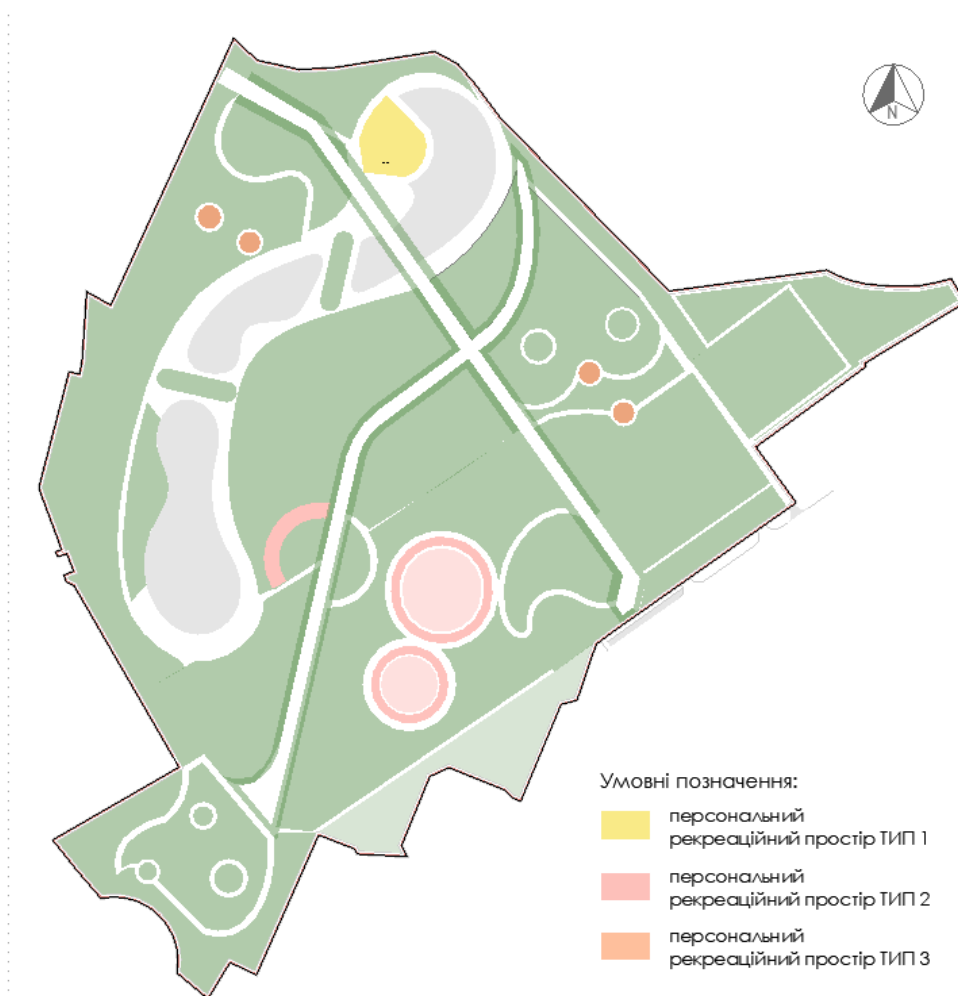 N
Умовні позначення:
персональний
рекреаційний простір ТИП 1
персональний
рекреаційний простір ТИП 2
персональний
рекреаційний простір ТИП 3